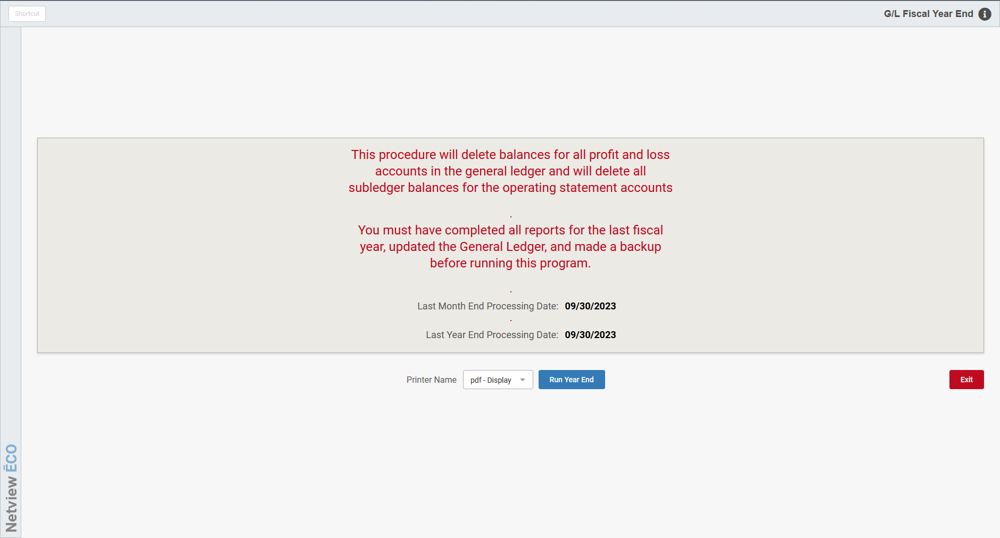 Shortcut
G/L Fiscal Year End
This procedure will delete balances for all profit and loss
accounts in the general ledger and will delete all
subledger balances for the operating statement accounts
.
You must have completed all reports for the last fiscal
year, updated the General Ledger, and made a backup
before running this program.
.
Last Month End Processing Date: 09/30/2023
.
Last Year End Processing Date: 09/30/2023
Printer Name pdf - Display Run Year End Exit
Netview ĒCO